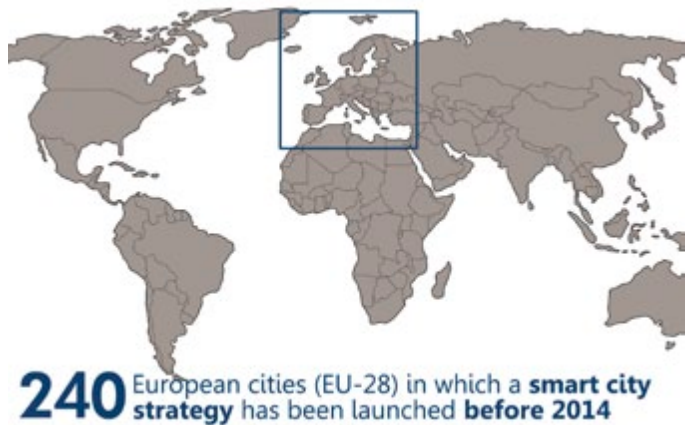 240 European cities (EU-28) in which a smart city
strategy has been launched before 2014